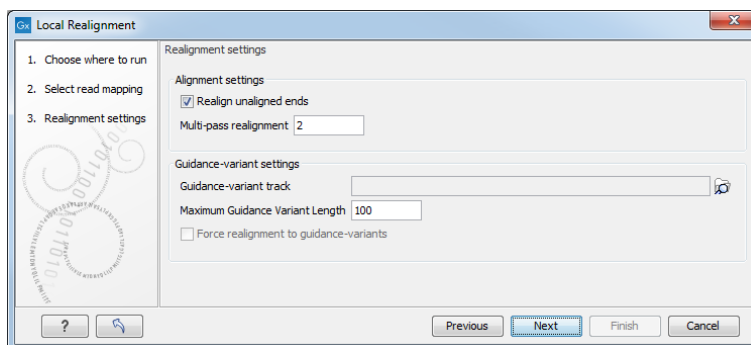 Gx Local Realignment
1. Choose where to run
2. Select read mapping
3. Realignment settings
Realignment settings
Alignment settings
Realign unaligned ends
Multi-pass realignment 2
Guidance-variant settings
Guidance-variant track
Maximum Guidance Variant Length 100
Force realignment to guidance-variants
? Previous Next Finish Cancel